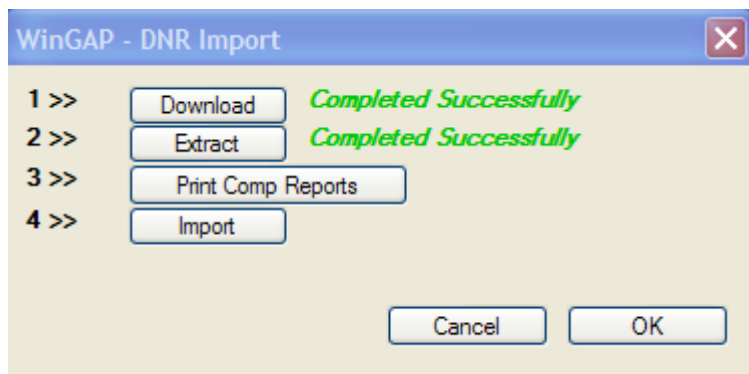 WinGAP - DNR Import
1 >> Download Completed Successfully
2 >> Extract Completed Successfully
3 >> Print Comp Reports
4 >> Import
Cancel OK